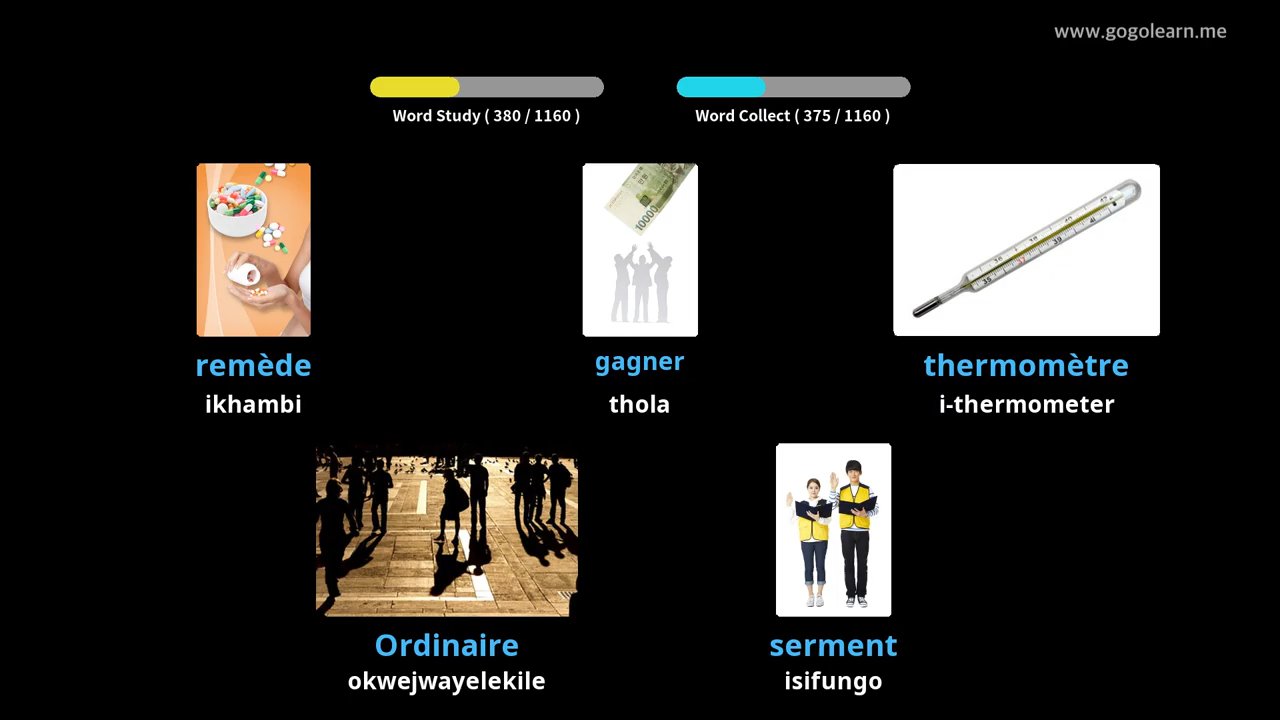 www.gogolearn.me
Word Study ( 380 / 1160 )
Word Collect ( 375 / 1160 )
10000
remède
gagner
thermomètre
ikhambi
thola
i-thermometer
Ordinaire
serment
okwejwayelekile
isifungo